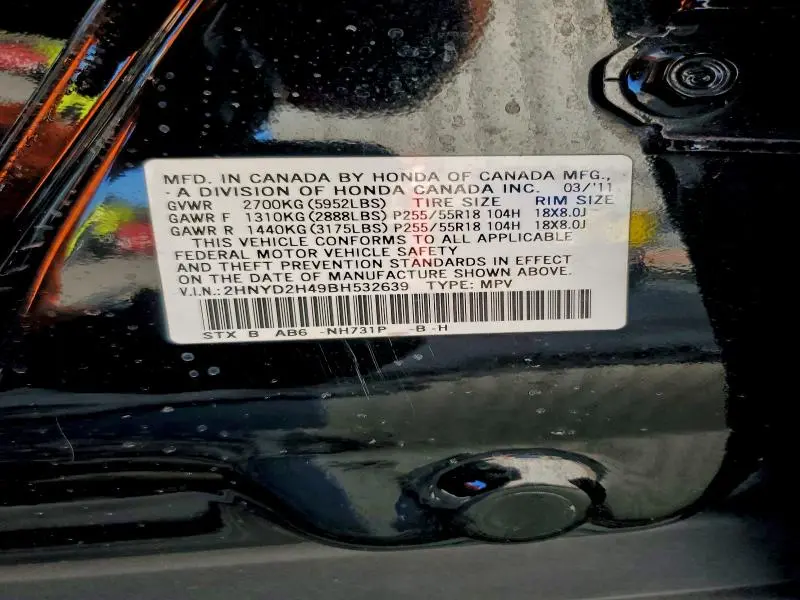 MFD. IN CANADA BY HONDA OF CANADA MFG.,
A DIVISION OF HONDA CANADA INC. 03/'11
GVWR 2700KG (5952LBS) TIRE SIZE RIM SIZE
GAWR F 1310KG (2888LBS) P255/55R18 104H 18X8.0J
GAWR R 1440KG (3175LBS) P255/55R18 104H 18X8.0J
THIS VEHICLE CONFORMS TO ALL APPLICABLE
FEDERAL MOTOR VEHICLE SAFETY
AND THEFT PREVENTION STANDARDS IN EFFECT
ON THE DATE OF MANUFACTURE SHOWN ABOVE.
V.I.N.: 2HNYD2H49BH532639 TYPE: MPV
STX B AB6 -NH731P -B -H